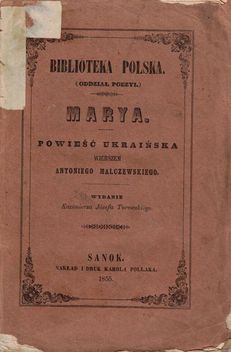 BIBLIOTEKA POLSKA.
(ODDZIAŁ POEZYI.)
MARYA.
POWIEŚĆ UKRAIŃSKA
WIERSZEM
ANTONIEGO MALCZEWSKIEGO.
WYDANIE
Kazimierza Józefa Turowskiego.
SANOK.
NAKŁAD I DRUK KAROLA POLLAKA.
1855.